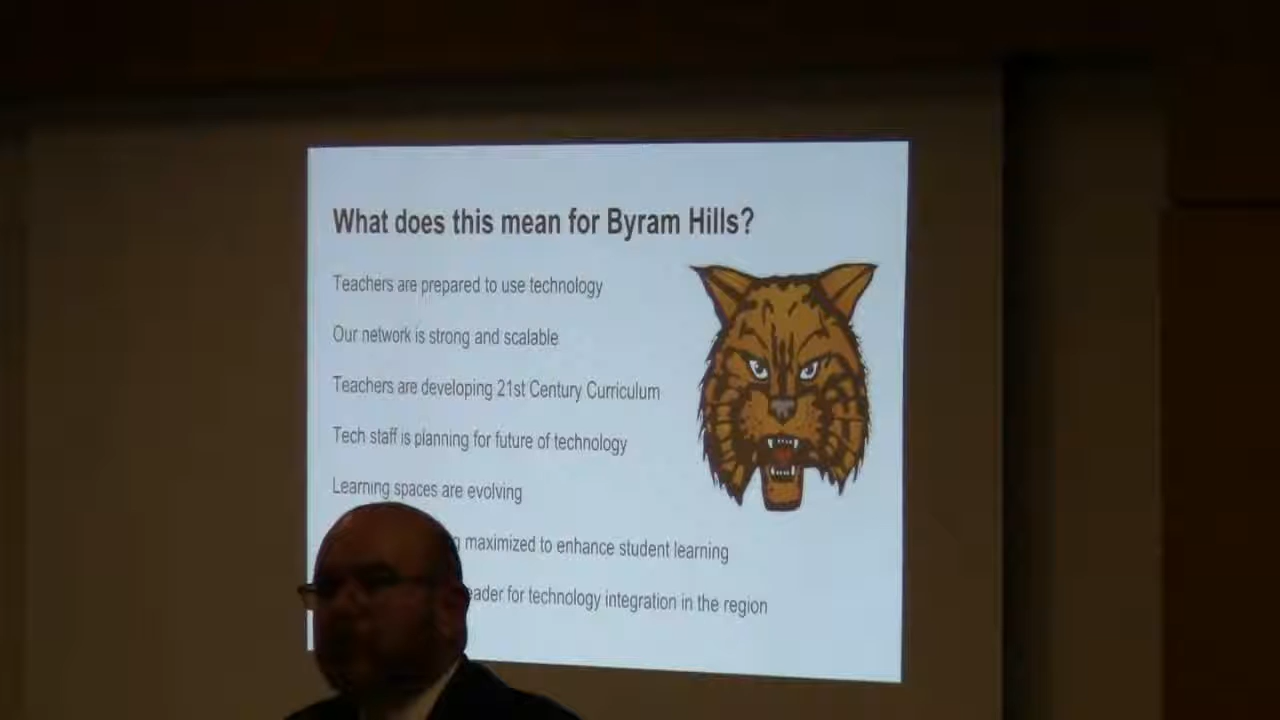 What does this mean for Byram Hills?
Teachers are prepared to use technology
Our network is strong and scalable
Teachers are developing 21st Century Curriculum
Tech staff is planning for future of technology
Learning spaces are evolving
maximized to enhance student learning
for technology integration in the region